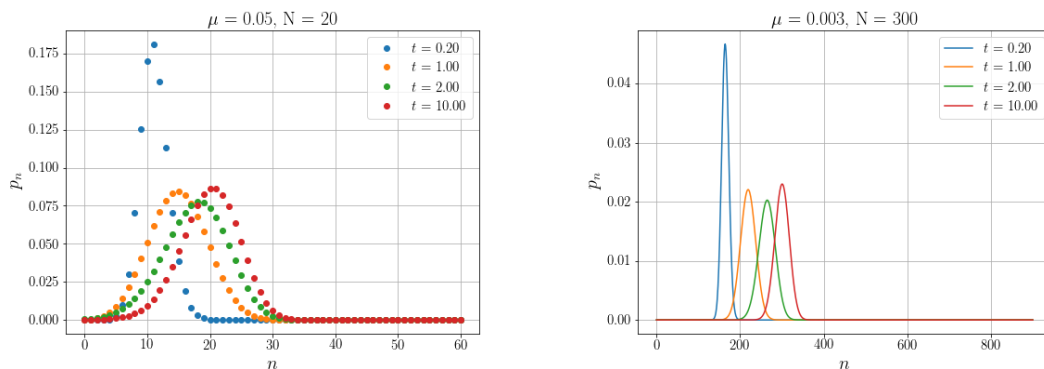 μ = 0.05, N = 20
p_n
0.175
0.150
0.125
0.100
0.075
0.050
0.025
0.000
t = 0.20
t = 1.00
t = 2.00
t = 10.00
0 10 20 30 40 50 60
n
μ = 0.003, N = 300
p_n
0.04
0.03
0.02
0.01
0.00
t = 0.20
t = 1.00
t = 2.00
t = 10.00
0 200 400 600 800
n